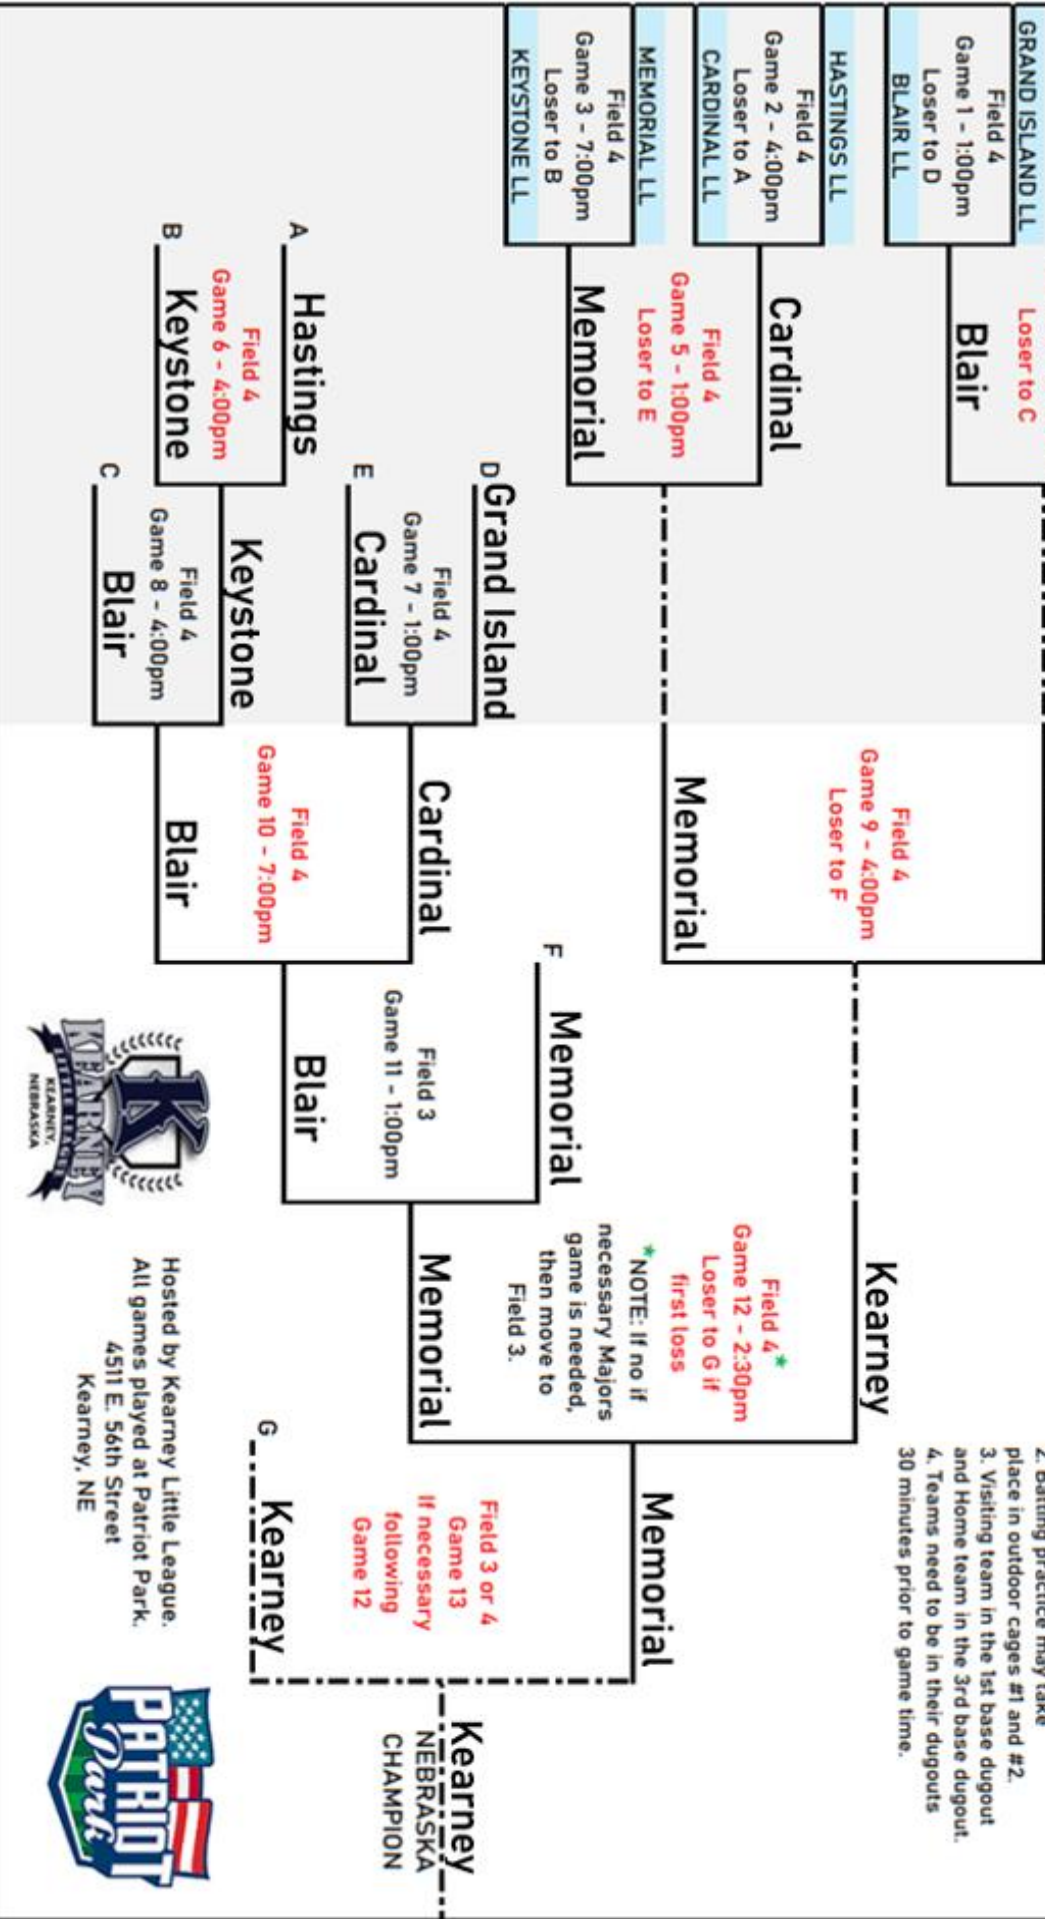 GRAND ISLAND LL
Field 4
Game 1 - 1:00pm
Loser to D
BLAIR LL
HASTINGS LL
Field 4
Game 2 - 4:00pm
Loser to A
CARDINAL LL
MEMORIAL LL
Field 4
Game 3 - 7:00pm
Loser to B
KEYSTONE LL
Loser to C
Blair
Cardinal
Field 4
Game 5 - 1:00pm
Loser to E
Memorial
A
Hastings
Field 4
Game 6 - 4:00pm
B
Keystone
D
Grand Island
Field 4
Game 7 - 1:00pm
E
Cardinal
Keystone
Field 4
Game 8 - 4:00pm
C
Blair
Field 4
Game 9 - 4:00pm
Loser to F
Memorial
Cardinal
Field 4
Game 10 - 7:00pm
Blair
F
Memorial
Field 3
Game 11 - 1:00pm
Blair
Kearney
Field 4*
Game 12 - 2:30pm
Loser to G if
first loss
*NOTE: If no if
necessary Majors
game is needed,
then move to
Field 3.
Memorial
Memorial
Field 3 or 4
Game 13
If necessary
following
Game 12
G
Kearney
Kearney
NEBRASKA
CHAMPION
2. Batting practice may take
place in outdoor cages #1 and #2.
3. Visiting team in the 1st base dugout
and Home team in the 3rd base dugout.
4. Teams need to be in their dugouts
30 minutes prior to game time.
K
KEARNEY
LITTLE LEAGUE
KEARNEY,
NEBRASKA
Hosted by Kearney Little League.
All games played at Patriot Park.
4511 E. 56th Street
Kearney, NE
PATRIOT
Park